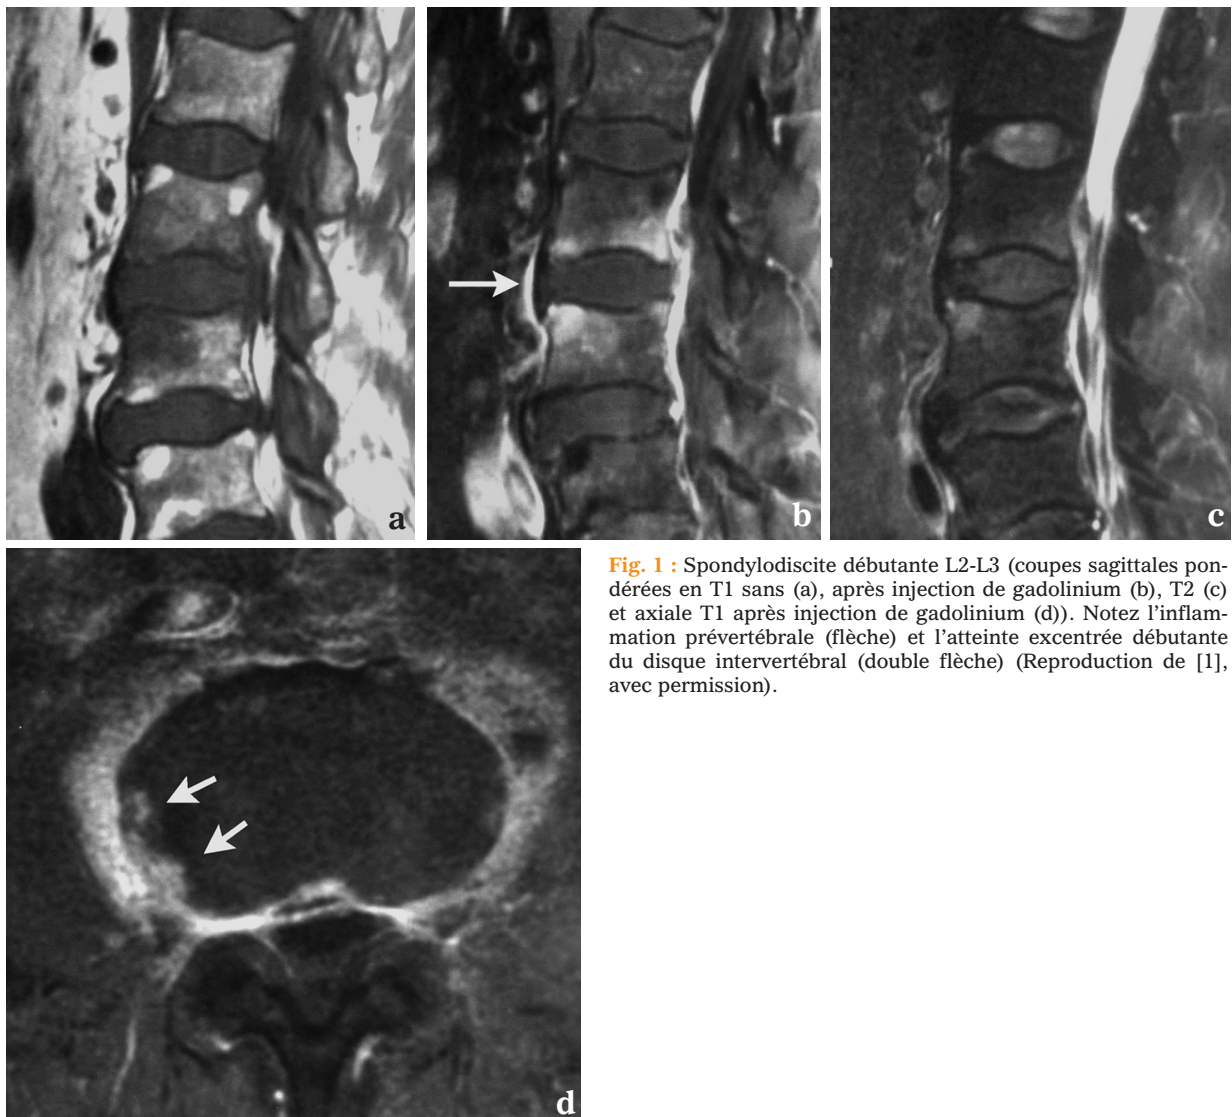 a
b
c
d
Fig. 1 : Spondylodiscite débutante L2-L3 (coupes sagittales pon-
dérées en T1 sans (a), après injection de gadolinium (b), T2 (c)
et axiale T1 après injection de gadolinium (d)). Notez l'inflam-
mation prévertébrale (flèche) et l'atteinte excentrée débutante
du disque intervertébral (double flèche) (Reproduction de [1],
avec permission).